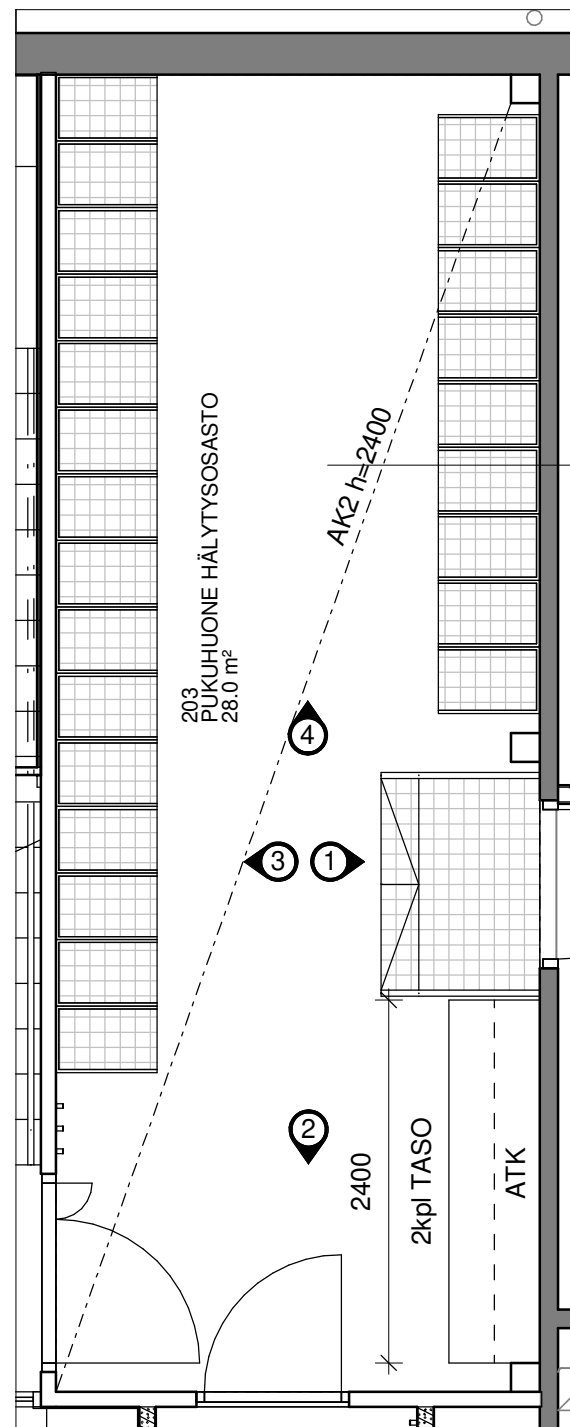 203
PUKUHUONE HÄLYTYSOSASTO
28.0 m²
AK2 h=2400
4
3
1
2
2400
2kpl TASO
ATK